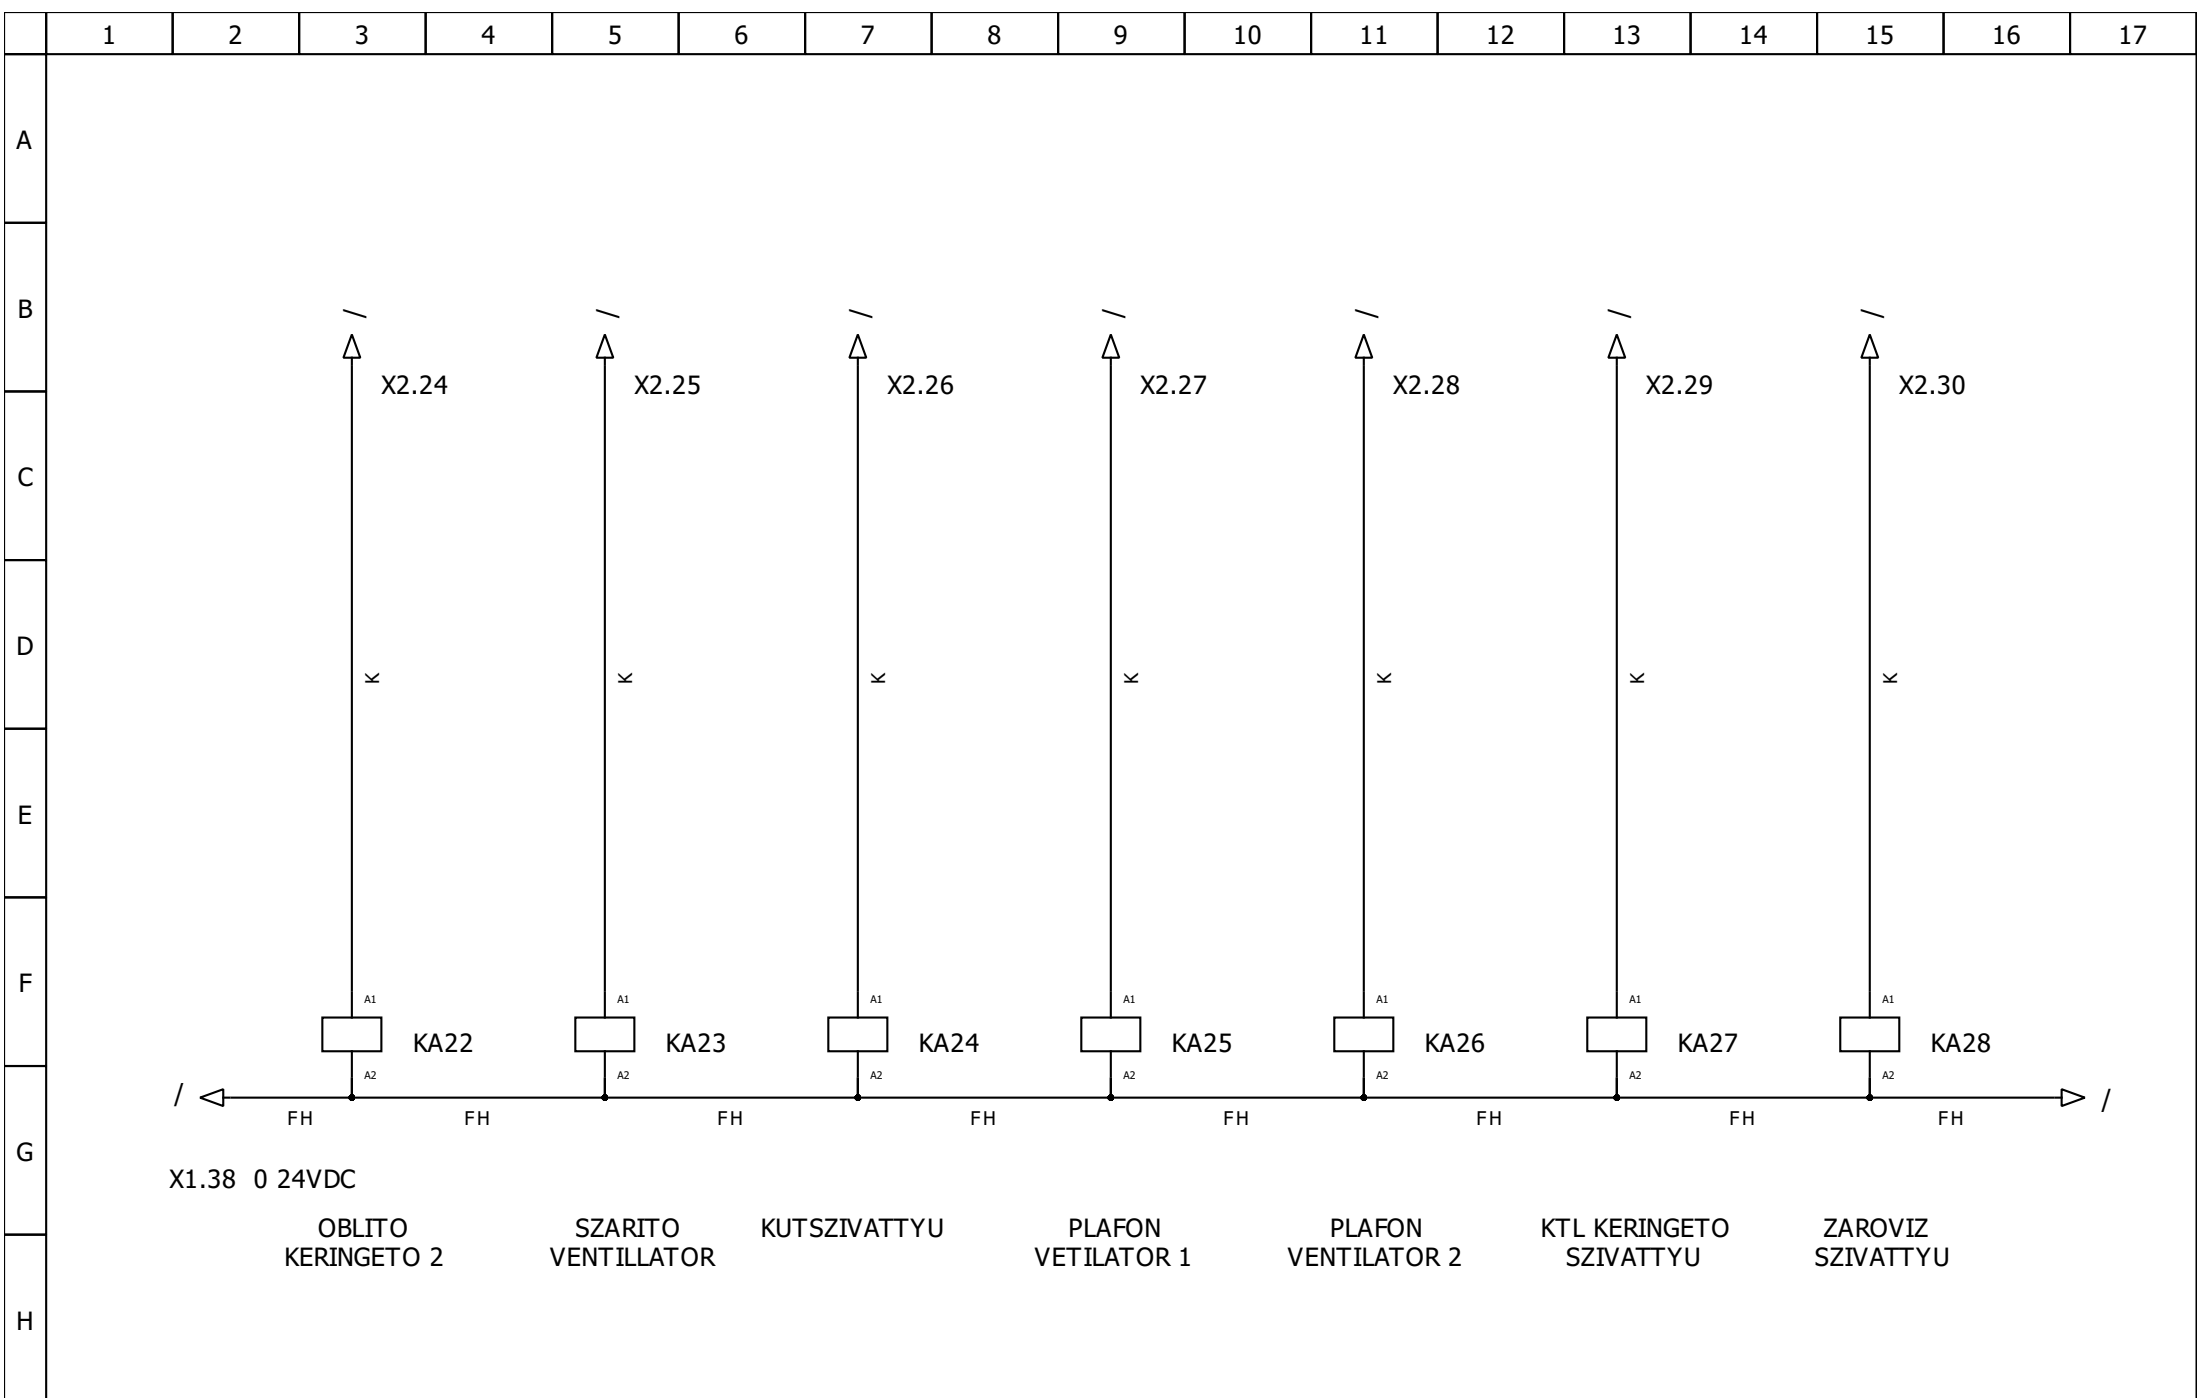 1 2 3 4 5 6 7 8 9 10 11 12 13 14 15 16 17
A
B
/ / / / / / /
X2.24 X2.25 X2.26 X2.27 X2.28 X2.29 X2.30
C
D
K K K K K K K
E
F
A1 A1 A1 A1 A1 A1 A1
KA22 KA23 KA24 KA25 KA26 KA27 KA28
A2 A2 A2 A2 A2 A2 A2
/ /
FH FH FH FH FH FH FH FH
G
X1.38 0 24VDC
OBLITO SZARITO KUTSZIVATTYU PLAFON PLAFON KTL KERINGETO ZAROVIZ
KERINGETO 2 VENTILLATOR VETILATOR 1 VENTILATOR 2 SZIVATTYU SZIVATTYU
H